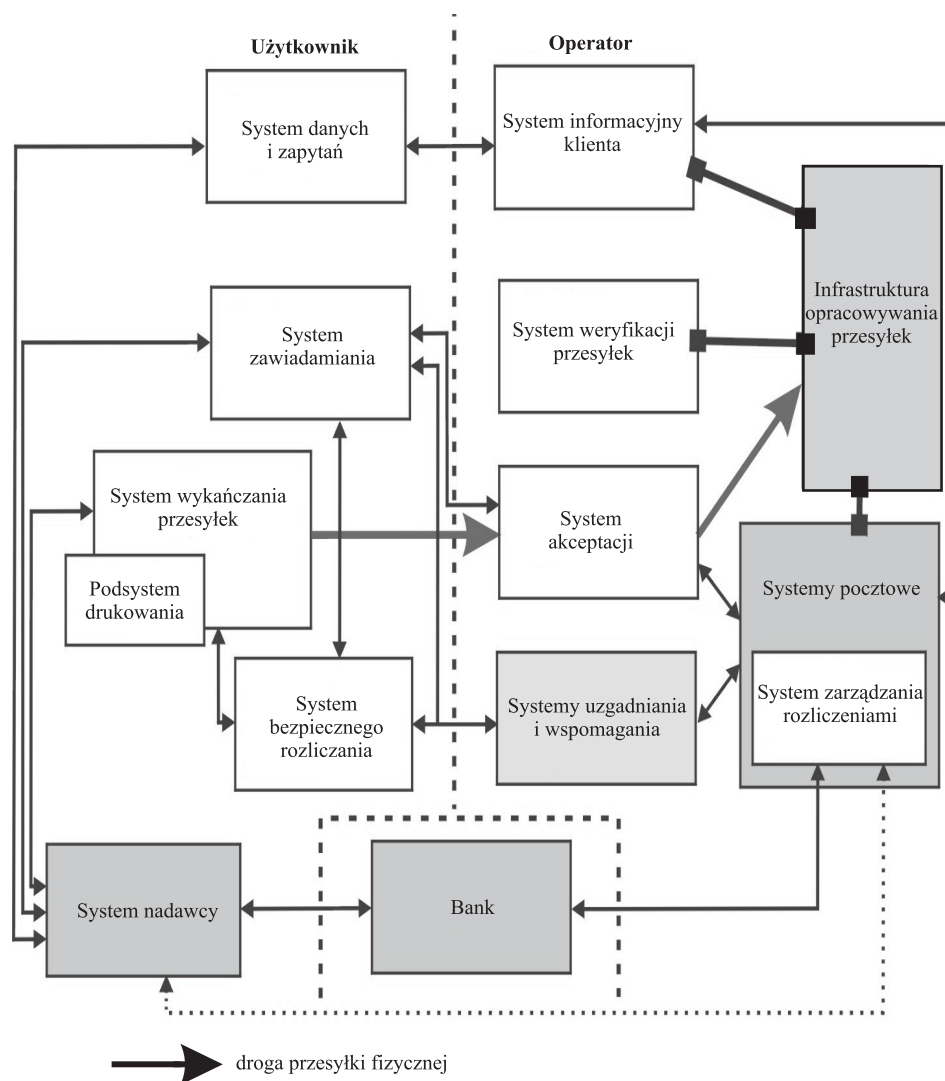 Użytkownik
Operator
System danych
i zapytań
System informacyjny
klienta
Infrastruktura
opracowywania
przesyłek
System
zawiadamiania
System weryfikacji
przesyłek
System wykańczania
przesyłek
Podsystem
drukowania
System
akceptacji
Systemy pocztowe
System zarządzania
rozliczeniami
System
bezpiecznego
rozliczania
Systemy uzgadniania
i wspomagania
System nadawcy
Bank
droga przesyłki fizycznej